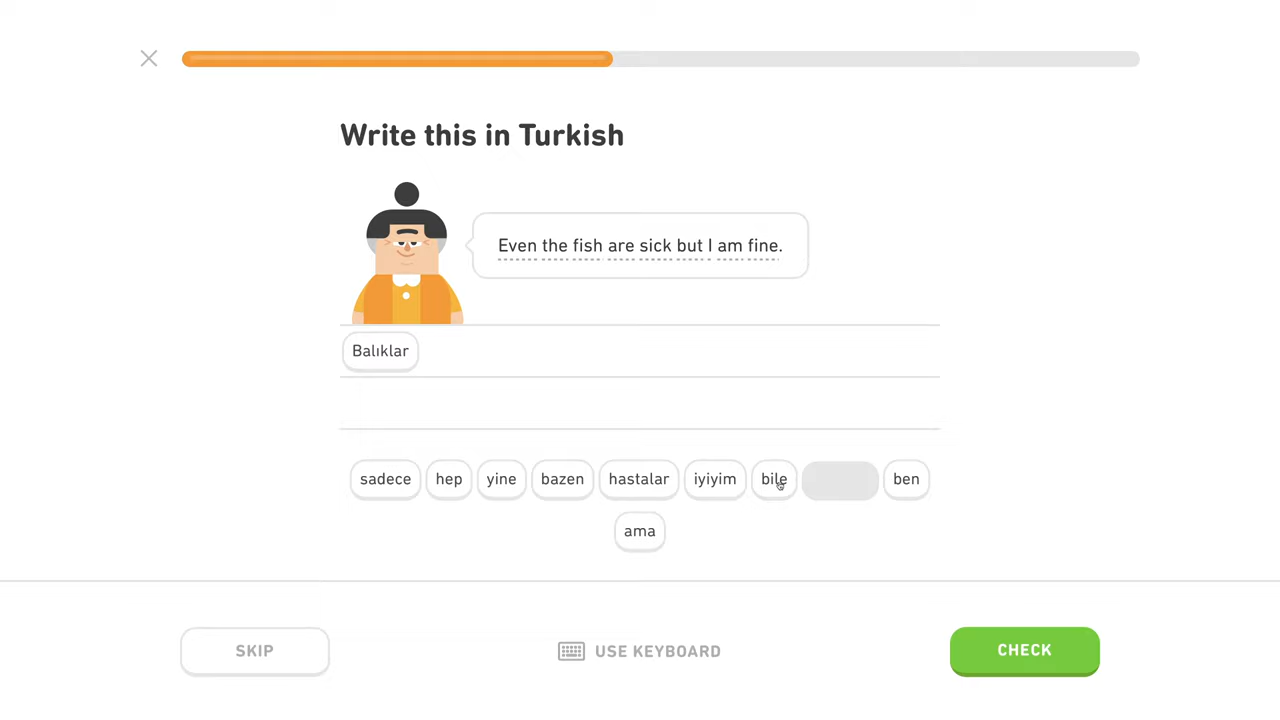 Write this in Turkish
Even the fish are sick but I am fine.
Balıklar
sadece hep yine bazen hastalar iyiyim bile ben
ama
SKIP USE KEYBOARD CHECK